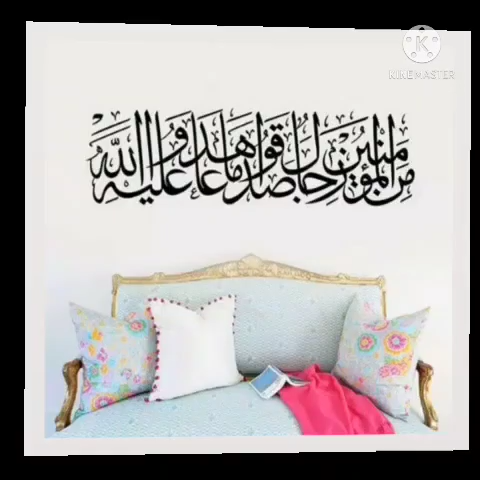 K
KINEMASTER
من المؤمنين رجال صدقوا ما عاهدوا الله عليه